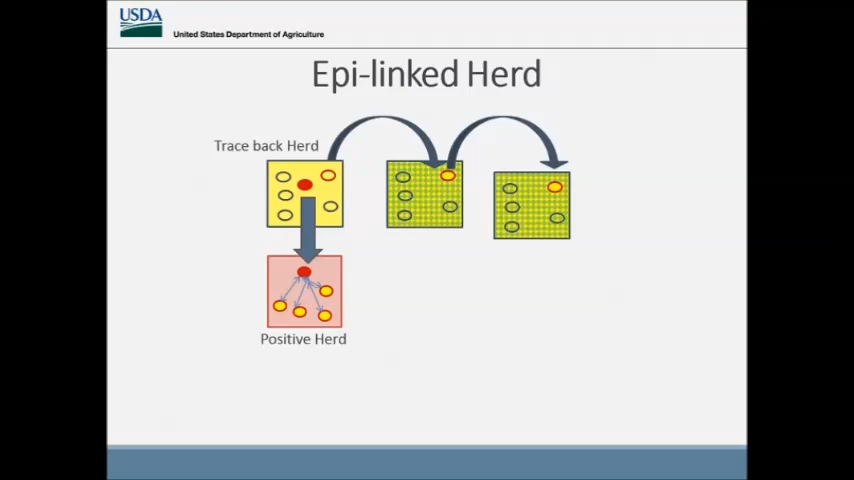 USDA
United States Department of Agriculture
Epi-linked Herd
Trace back Herd
Positive Herd